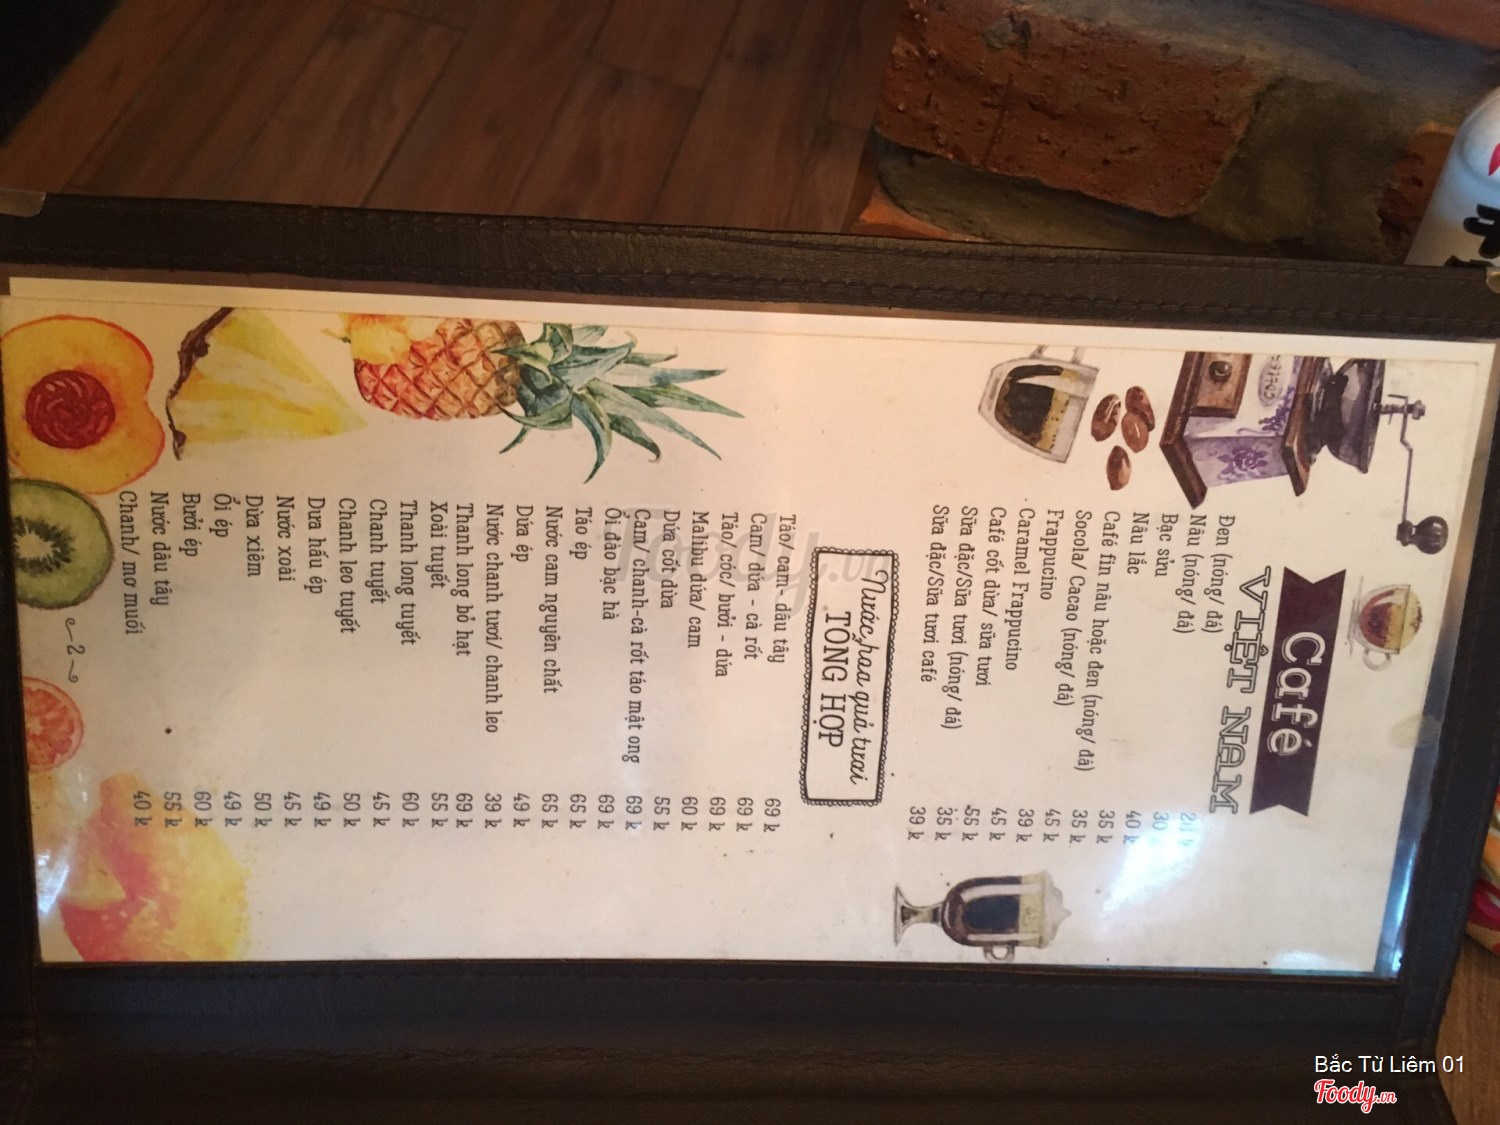 Café
VIỆT NAM
Đen (nóng/ đá) 28 k
Nâu (nóng/ đá) 30
Bạc sủu 40 k
Nâu lắc 35 k
Café fin nâu hoặc đen (nóng/ đá) 35 k
Socola/ Cacao (nóng/ đá) 45 k
Frappucino 39 k
Caramel Frappucino 45 k
Café cốt dừa/ sữa tươi 55 k
Sữa đặc/Sữa tươi (nóng/ đá) 35 k
Sữa đặc/Sữa tươi café 39 k
Nước, hoa quả tươi
TỔNG HỢP
Táo/ cam- dâu tây 69 k
Cam/ dứa - cà rốt 69 k
Táo/ cóc/ bưởi - dứa 69 k
Malibu dứa/ cam 60 k
Dứa cốt dừa 55 k
Cam/ chanh-cà rốt táo mật ong 69 k
Ổi đào bạc hà 69 k
Táo ép 65 k
Nước cam nguyên chất 65 k
Dứa ép 49 k
Nước chanh tươi/ chanh leo 39 k
Thanh long bỏ hạt 69 k
Xoài tuyết 55 k
Thanh long tuyết 60 k
Chanh tuyết 45 k
Chanh leo tuyết 50 k
Dưa hấu ép 49 k
Nước xoài 45 k
Dừa xiêm 50 k
Ổi ép 49 k
Bưởi ép 60 k
Nước dâu tây 55 k
Chanh/ mơ muối 40 k
2
Foody.vn
Bắc Từ Liêm 01
Foody.vn